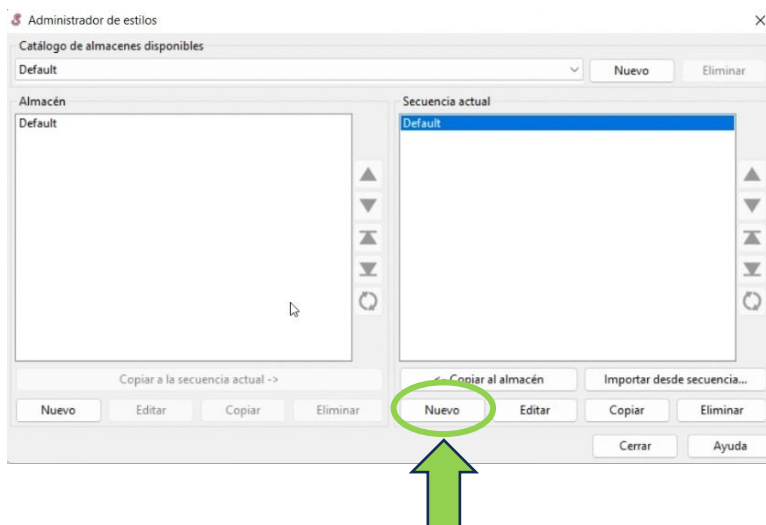 Administrador de estilos
Catálogo de almacenes disponibles
Default
Nuevo
Eliminar
Almacén
Default
Secuencia actual
Default
Copiar a la secuencia actual ->
<- Copiar al almacén
Importar desde secuencia...
Nuevo
Editar
Copiar
Eliminar
Nuevo
Editar
Copiar
Eliminar
Cerrar
Ayuda